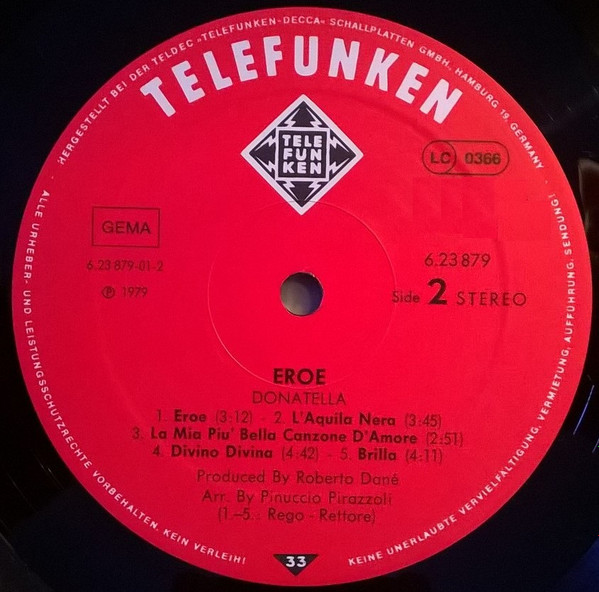 HERGESTELLT BEI DER TELDEC »TELEFUNKEN-DECCA« SCHALLPLATTEN GMBH, HAMBURG 19, GERMANY
TELEFUNKEN
TELE
FUN
KEN
LC 0366
GEMA
6.23 879-01-2
℗ 1979
6.23 879
Side 2 STEREO
EROE
DONATELLA
1. Eroe (3:12) - 2. L'Aquila Nera (3:45)
3. La Mia Piu' Bella Canzone D'Amore (2:51)
4. Divino Divina (4:42) - 5. Brilla (4:11)
Produced By Roberto Dané
Arr. By Pinuccio Pirazzoli
(1.-5.: Rego - Rettore)
33
ALLE URHEBER- UND LEISTUNGSSCHUTZRECHTE VORBEHALTEN. KEIN VERLEIH!
KEINE UNERLAUBTE VERVIELFÄLTIGUNG, VERMIETUNG, AUFFÜHRUNG, SENDUNG!